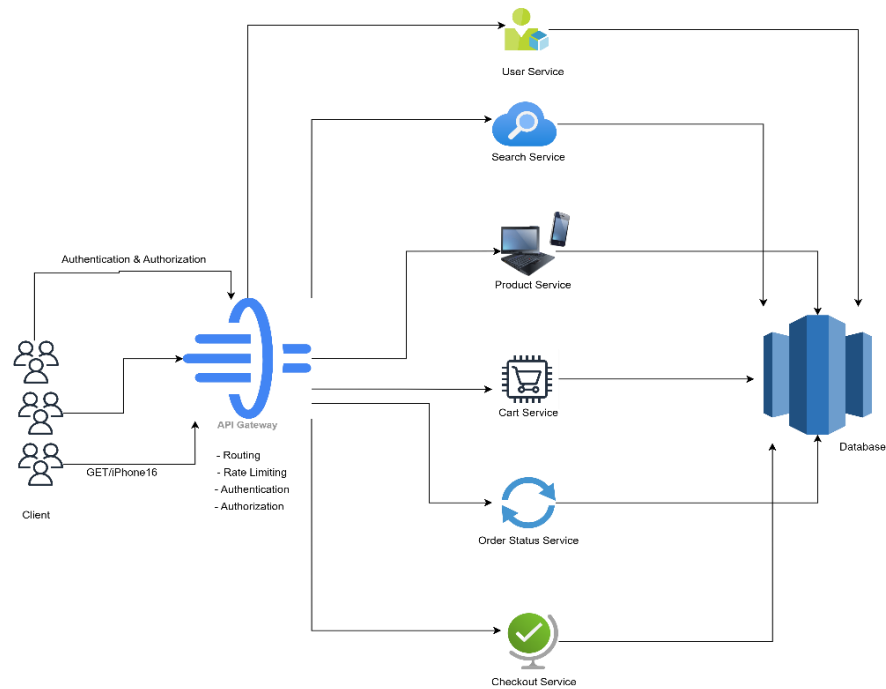 User Service
Search Service
Authentication & Authorization
Product Service
API Gateway
Cart Service
Database
- Routing
- Rate Limiting
- Authentication
- Authorization
GET/iPhone16
Client
Order Status Service
Checkout Service